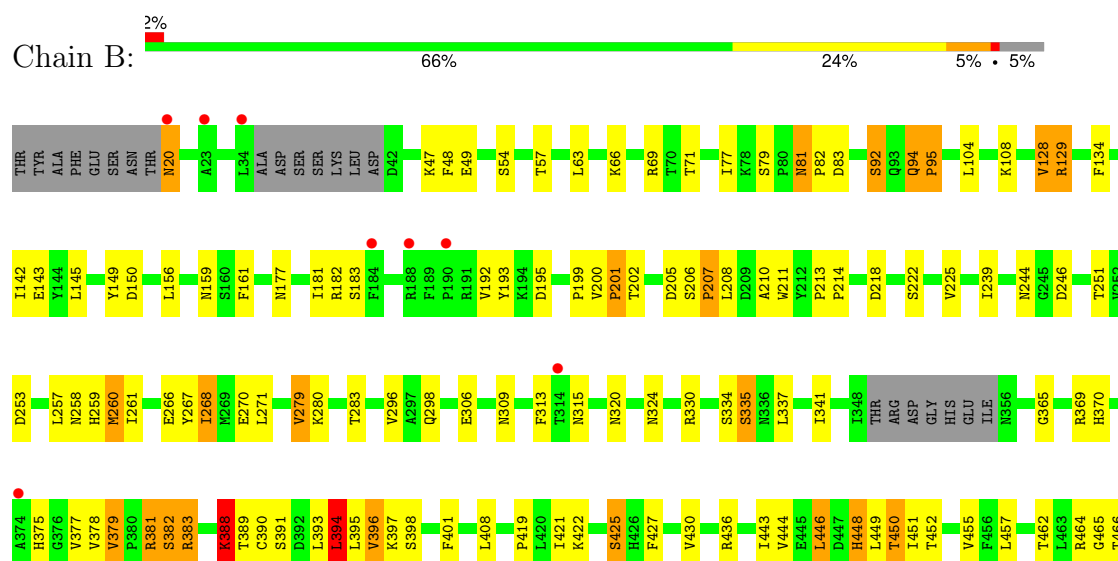 2%
Chain B:
66% 24% 5% • 5%
THR TYR ALA PHE GLU SER ASN THR N20 A23 L34 ALA ASP SER SER LYS LEU ASP D42 K47 F48 E49 S54 T57 L63 K66 R69 T70 T71 I77 K78 S79 P80 N81 P82 D83 S92 Q93 Q94 P95 L104 K108 V128 R129 F134
I142 E143 Y144 L145 Y149 D150 L156 N159 S160 F161 N177 I181 R182 S183 F184 R188 F189 P190 R191 V192 Y193 K194 D195 P199 V200 P201 T202 D205 S206 P207 L208 D209 A210 W211 Y212 P213 P214 D218 S222 V225 I239 N244 G245 D246 T251 V252
D253 L257 N258 H259 M260 I261 E266 Y267 I268 M269 E270 L271 V279 K280 T283 V296 A297 Q298 E306 N309 F313 T314 N315 N320 N324 R330 S334 S335 N336 L337 I341 I348 THR ARG ASP GLY HIS GLU ILE N356 G365 R369 H370
A374 H375 G376 V377 V378 V379 P380 R381 S382 R383 K388 T389 C390 S391 D392 L393 L394 L395 V396 K397 S398 F401 L408 P419 L420 I421 K422 S425 H426 F427 V430 R436 I443 V444 E445 L446 D447 H448 L449 T450 I451 T452 V455 F456 L457 T462 L463 R464 G465 T466